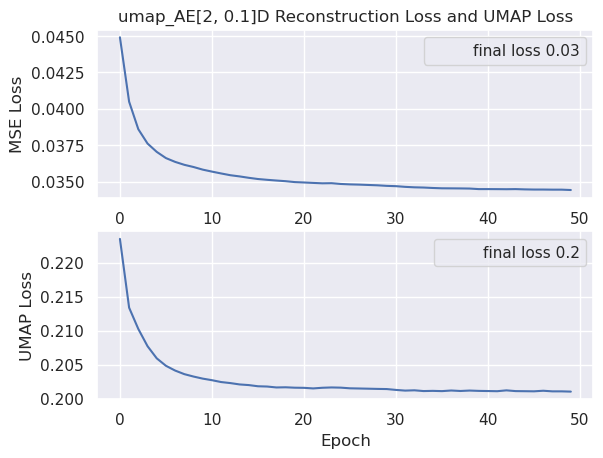 umap_AE[2, 0.1]D Reconstruction Loss and UMAP Loss
0.0450
0.0425
0.0400
0.0375
0.0350
MSE Loss
final loss 0.03
0 10 20 30 40 50
0.220
0.215
0.210
0.205
0.200
UMAP Loss
final loss 0.2
0 10 20 30 40 50
Epoch